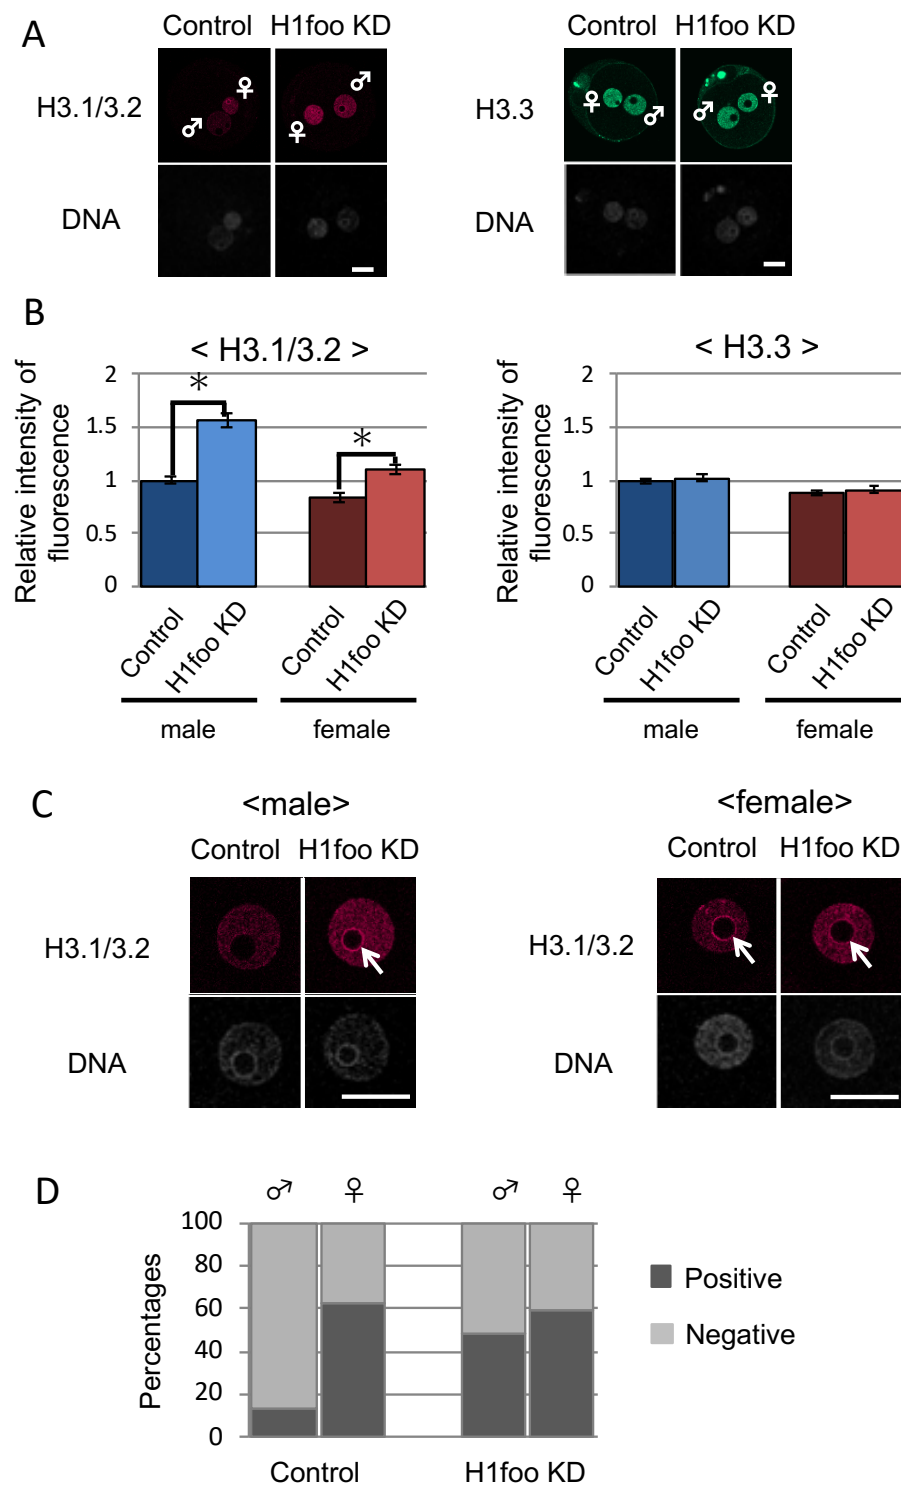 A
Control H1foo KD
Control H1foo KD
H3.1/3.2
♀
♂
♂
♀
H3.3
♀
♂
♂
♀
DNA
DNA
B
< H3.1/3.2 >
Relative intensity of
fluorescence
2
1.5
1
0.5
0
*
*
Control
H1foo KD
Control
H1foo KD
male
female
< H3.3 >
Relative intensity of
fluorescence
2
1.5
1
0.5
0
Control
H1foo KD
Control
H1foo KD
male
female
C
<male>
Control H1foo KD
H3.1/3.2
DNA
<female>
Control H1foo KD
H3.1/3.2
DNA
D
♂ ♀ ♂ ♀
Percentages
100
80
60
40
20
0
Control H1foo KD
Positive
Negative